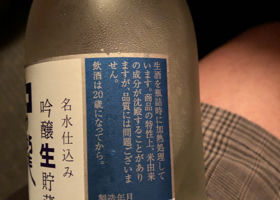 生酒を瓶詰時に加熱処理して
います。商品の特性上、米由来
の成分が沈殿することがあり
ますが、品質には問題ございま
せん。
飲酒は20歳になってから。
製造年月
名水仕込み
吟醸生貯蔵